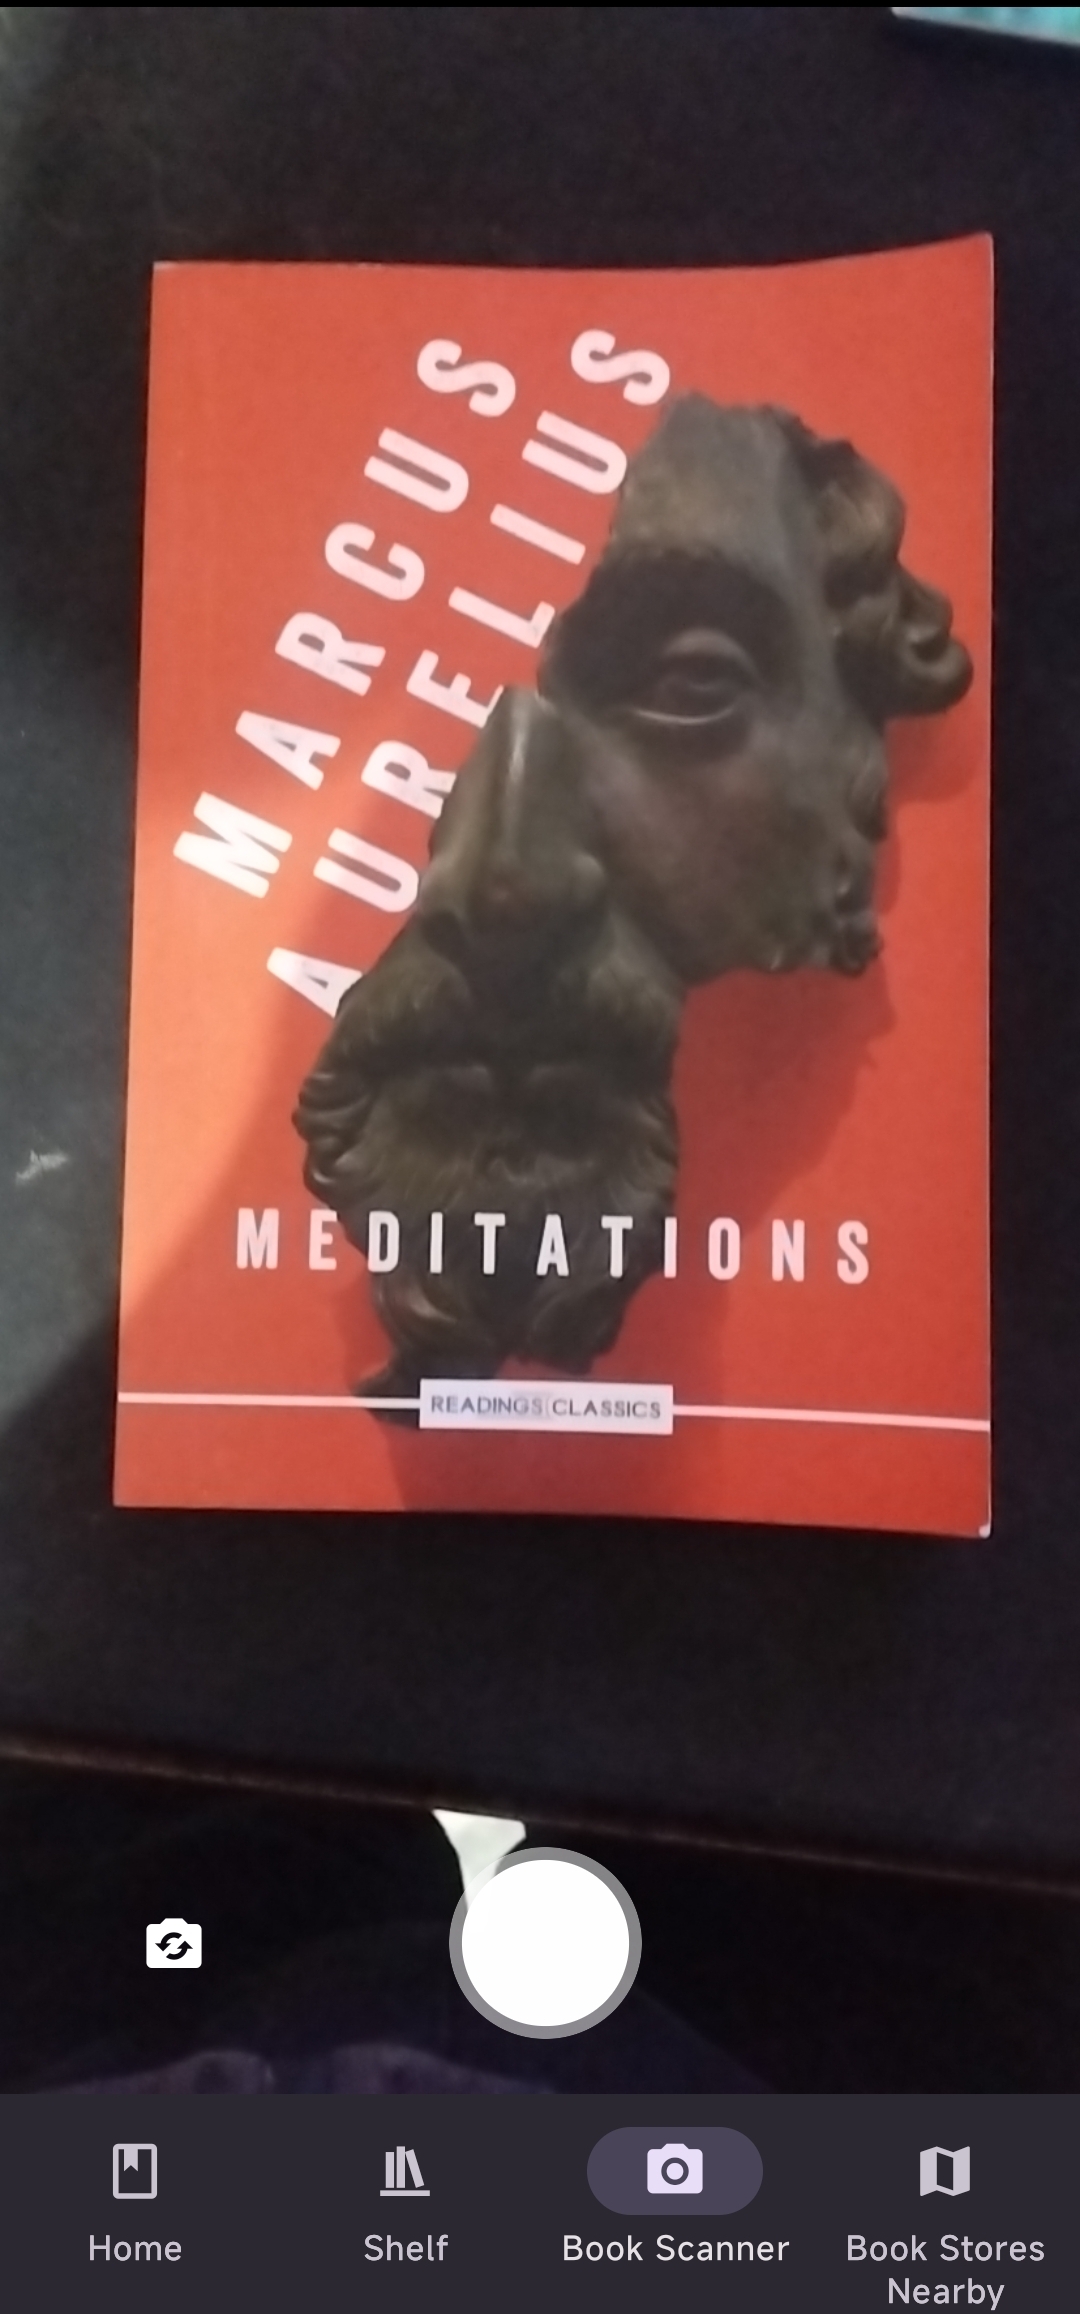 MARCUS
AURELIUS
MEDITATIONS
READINGS CLASSICS
Home
Shelf
Book Scanner
Book Stores
Nearby